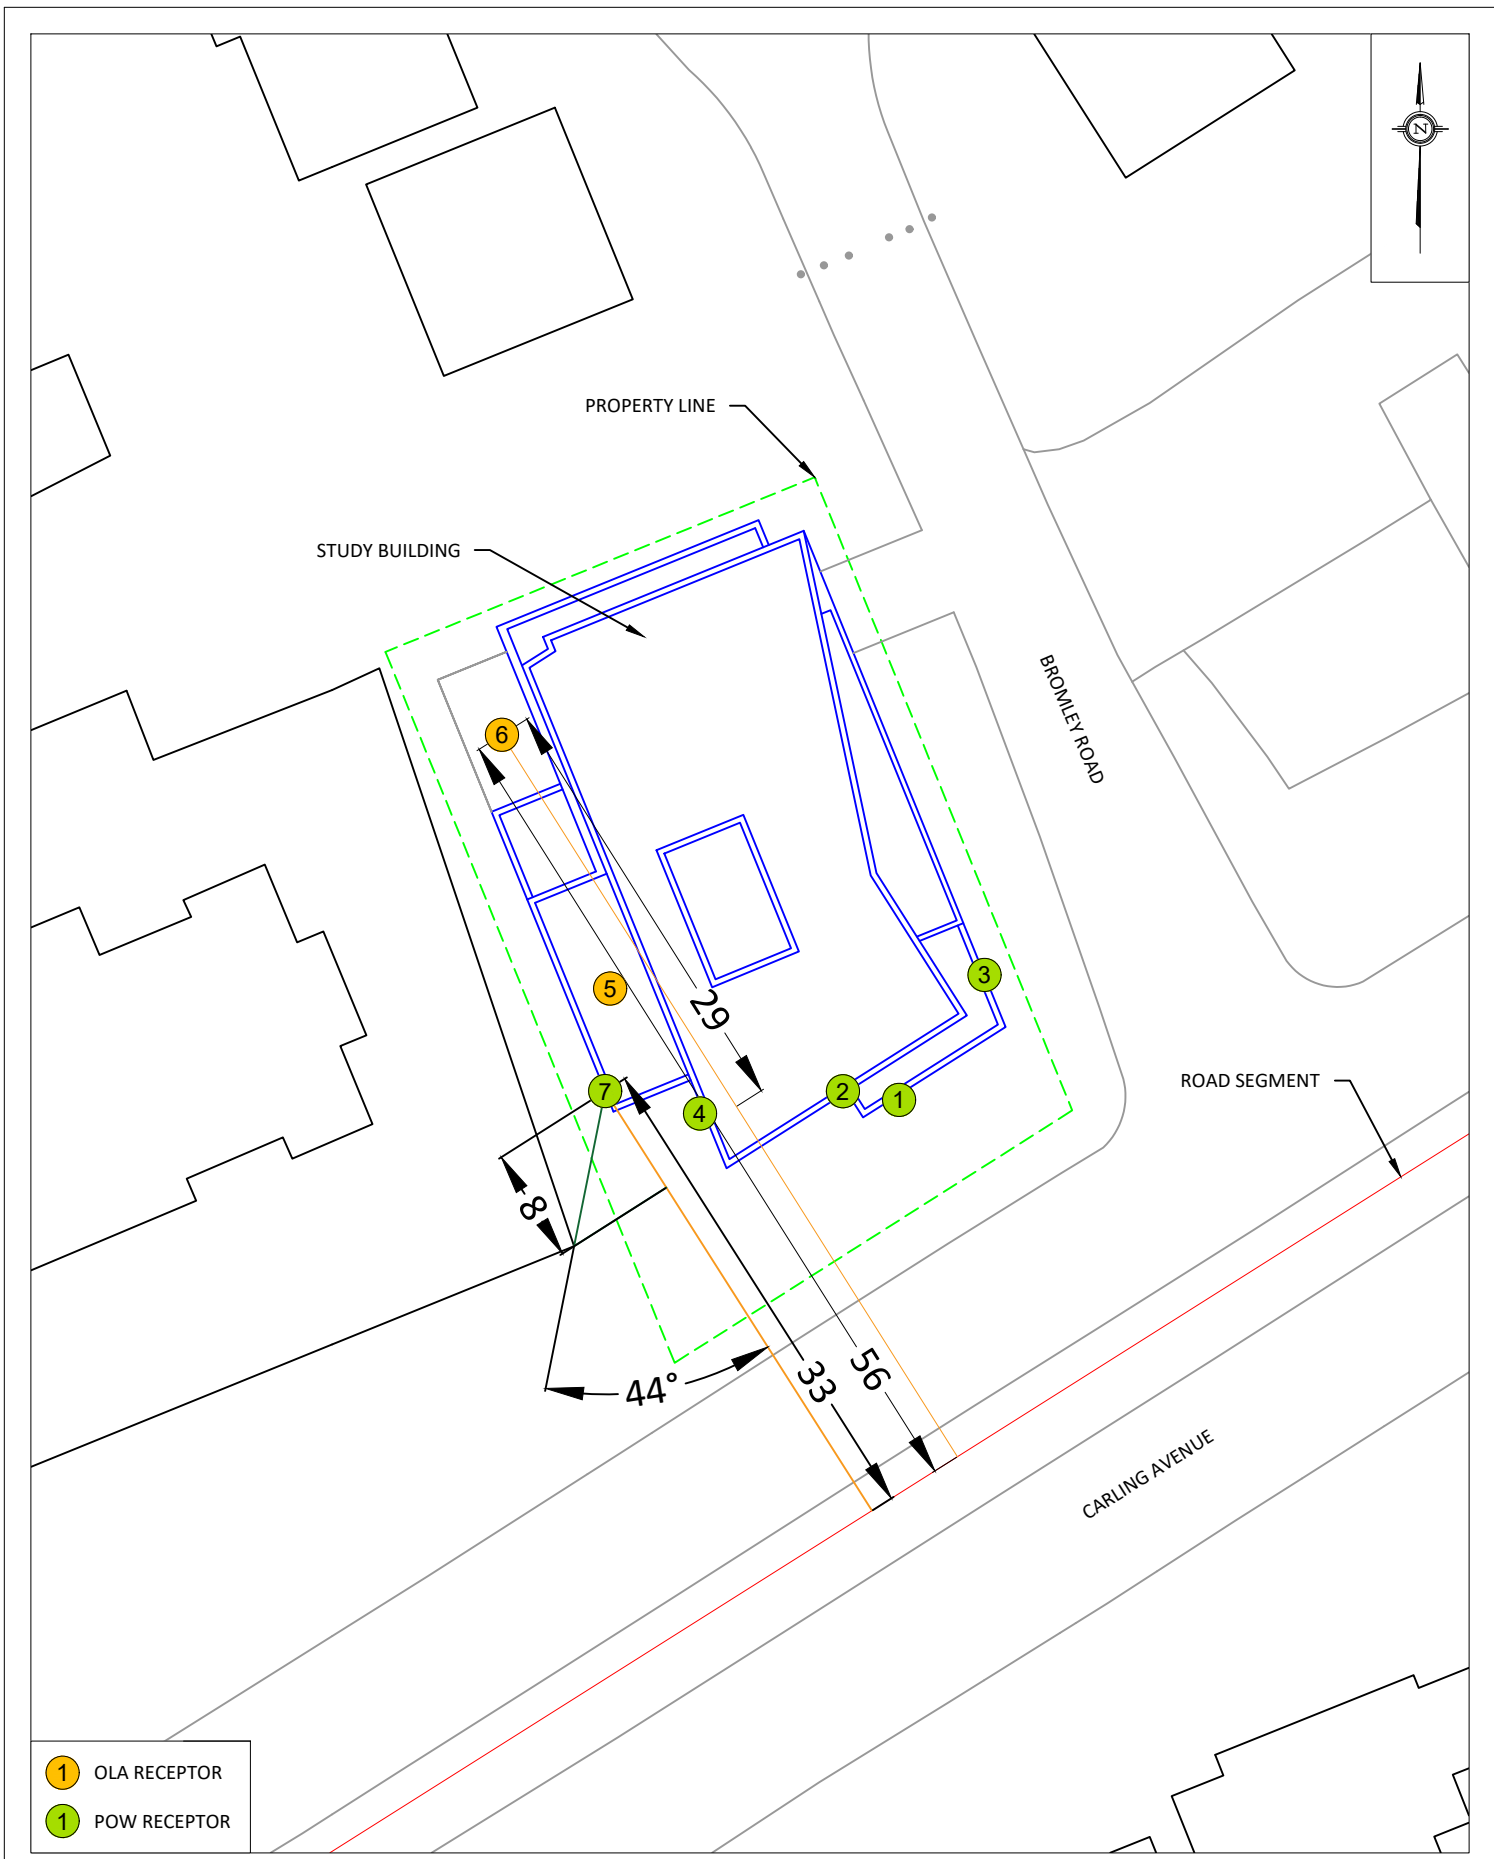 N
PROPERTY LINE
STUDY BUILDING
BROMLEY ROAD
6
5
29
3
7
4
2
1
ROAD SEGMENT
8
44°
33
56
CARLING AVENUE
1 OLA RECEPTOR
1 POW RECEPTOR